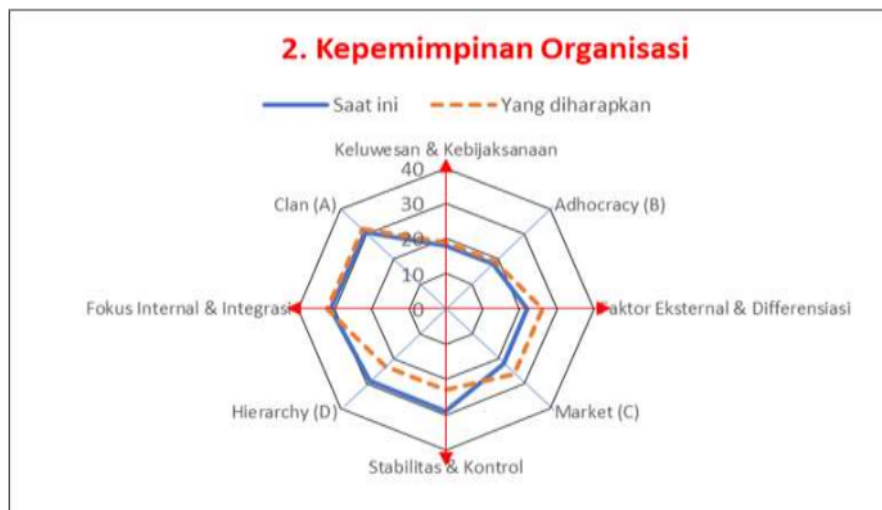 2. Kepemimpinan Organisasi
Saat ini
Yang diharapkan
Keluwesan & Kebijaksanaan
40
Clan (A)
Adhocracy (B)
30
20
10
Fokus Internal & Integrasi
0
Faktor Eksternal & Differensiasi
Hierarchy (D)
Market (C)
Stabilitas & Kontrol